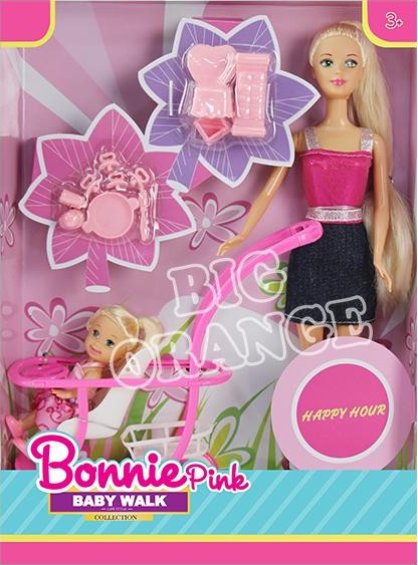 3+
BIG
ORANGE
HAPPY HOUR
Bonnie Pink
BABY WALK
COLLECTION